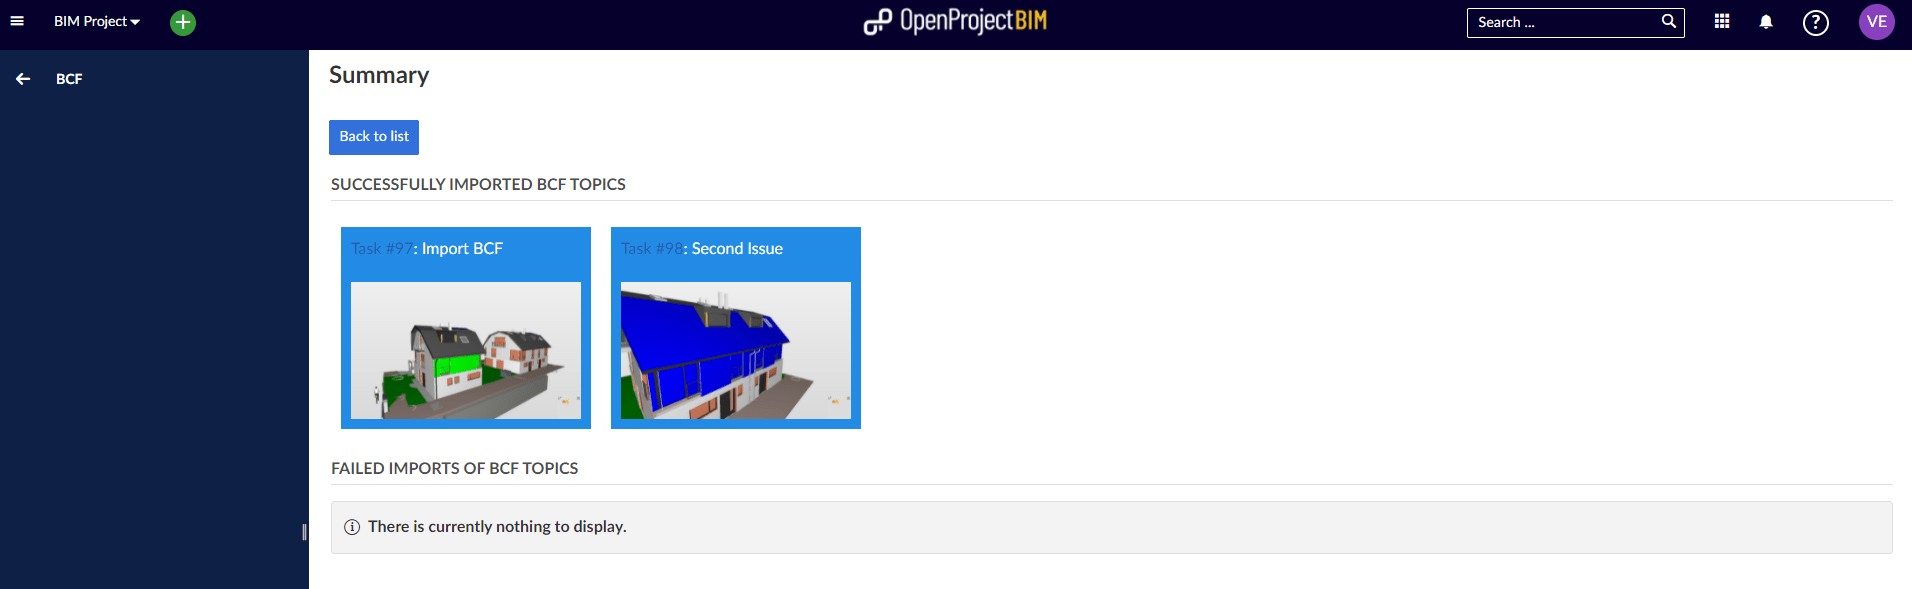 BIM Project
OpenProjectBIM
Search ...
?
VE
BCF
Summary
Back to list
SUCCESSFULLY IMPORTED BCF TOPICS
Task #97: Import BCF
Task #98: Second Issue
FAILED IMPORTS OF BCF TOPICS
There is currently nothing to display.